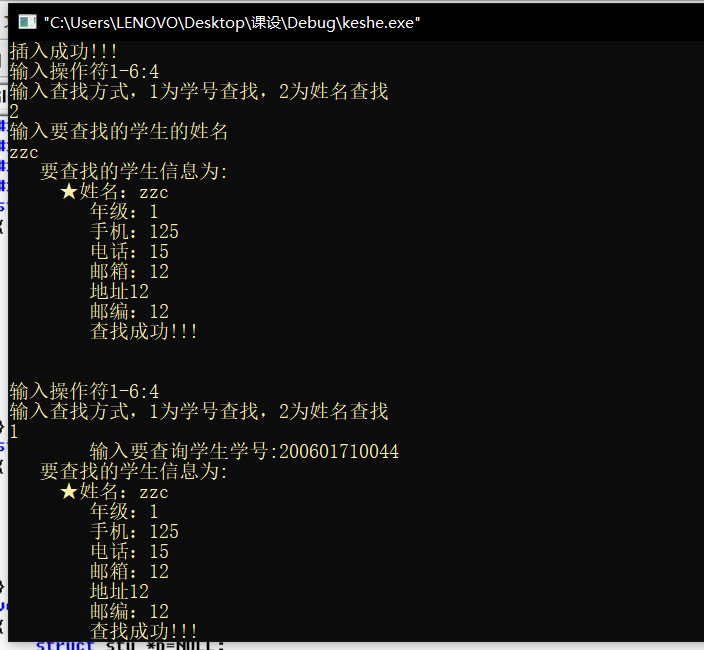 "C:\Users\LENOVO\Desktop\课设\Debug\keshe.exe"
插入成功!!!
输入操作符1-6:4
输入查找方式，1为学号查找，2为姓名查找
2
输入要查找的学生的姓名
zzc
要查找的学生信息为:
★姓名：zzc
年级：1
手机：125
电话：15
邮箱：12
地址12
邮编：12
查找成功!!!
输入操作符1-6:4
输入查找方式，1为学号查找，2为姓名查找
1
输入要查询学生学号:200601710044
要查找的学生信息为:
★姓名：zzc
年级：1
手机：125
电话：15
邮箱：12
地址12
邮编：12
查找成功!!!
struct stu *p=NULL;